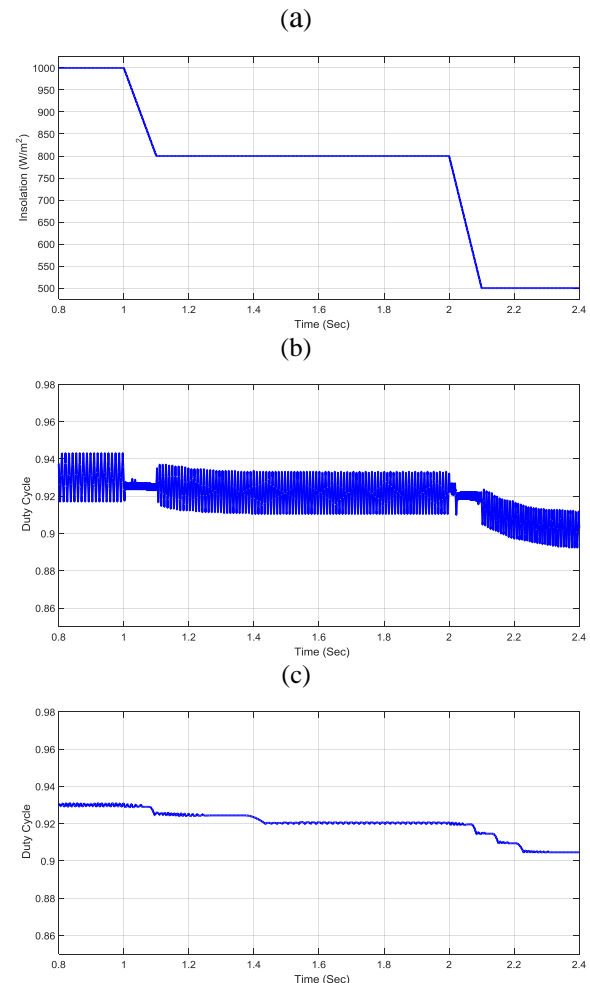 (a)
1000
950
900
850
800
750
700
650
600
550
500
Insolation (W/m²)
0.8 1 1.2 1.4 1.6 1.8 2 2.2 2.4
Time (Sec)
(b)
0.98
0.96
0.94
0.92
0.9
0.88
0.86
Duty Cycle
0.8 1 1.2 1.4 1.6 1.8 2 2.2 2.4
Time (Sec)
(c)
0.98
0.96
0.94
0.92
0.9
0.88
0.86
Duty Cycle
0.8 1 1.2 1.4 1.6 1.8 2 2.2 2.4
Time (Sec)